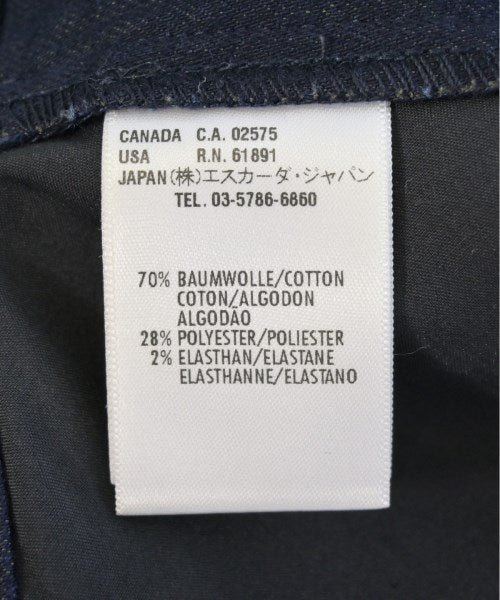 CANADA C.A. 02575
USA R.N. 61891
JAPAN (株)エスカーダ・ジャパン
TEL. 03-5786-6860
70% BAUMWOLLE/COTTON
COTON/ALGODON
ALGODÃO
28% POLYESTER/POLIESTER
2% ELASTHAN/ELASTANE
ELASTHANNE/ELASTANO